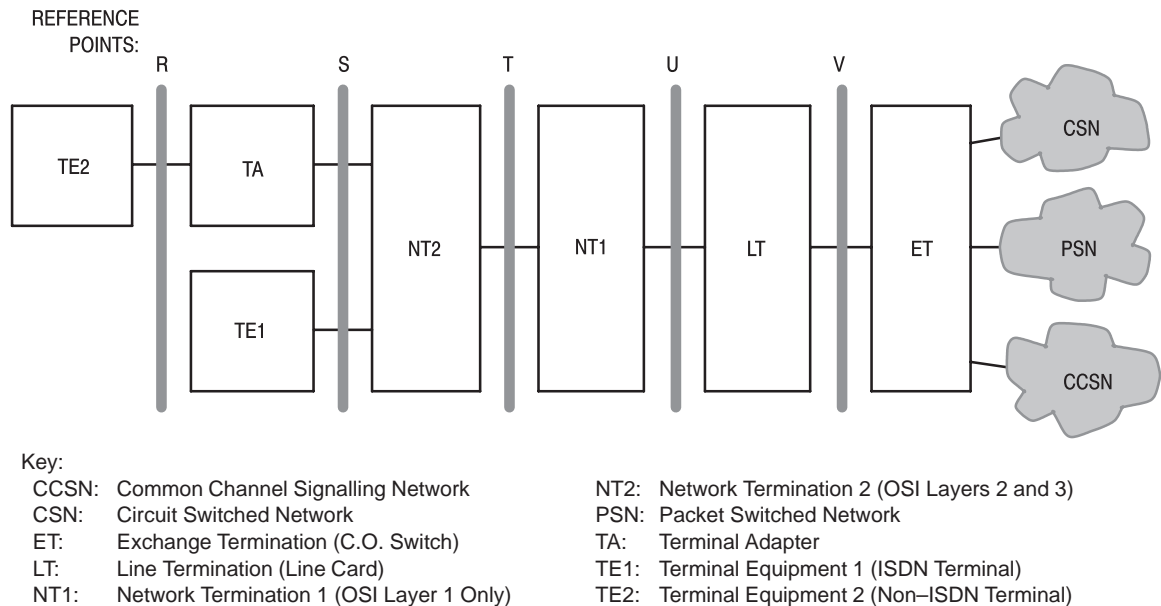 REFERENCE
POINTS:
R S T U V
TE2
TA
TE1
NT2
NT1
LT
ET
CSN
PSN
CCSN
Key:
CCSN: Common Channel Signalling Network
CSN: Circuit Switched Network
ET: Exchange Termination (C.O. Switch)
LT: Line Termination (Line Card)
NT1: Network Termination 1 (OSI Layer 1 Only)
NT2: Network Termination 2 (OSI Layers 2 and 3)
PSN: Packet Switched Network
TA: Terminal Adapter
TE1: Terminal Equipment 1 (ISDN Terminal)
TE2: Terminal Equipment 2 (Non–ISDN Terminal)